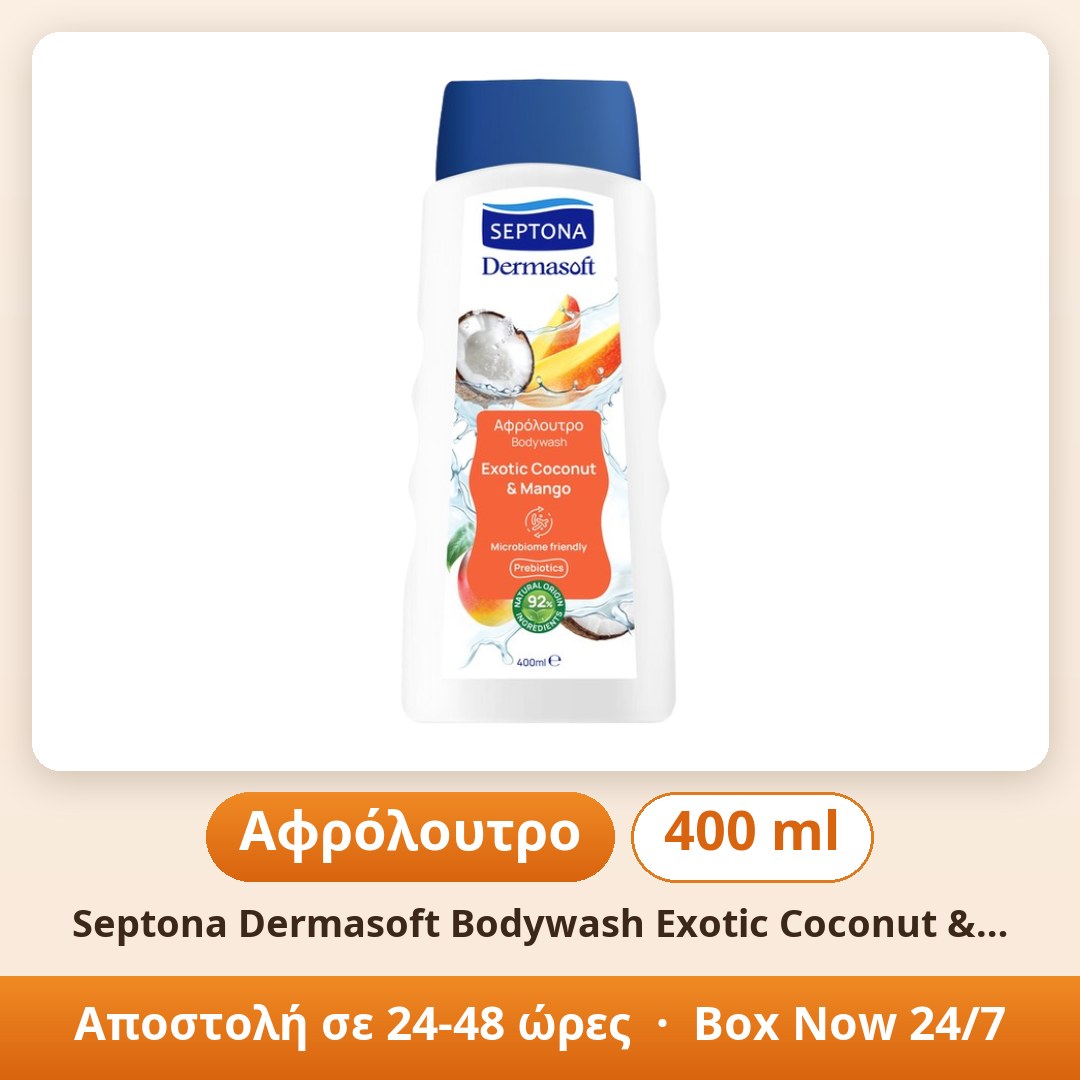 SEPTONA
Dermasoft
Αφρόλουτρο
Bodywash
Exotic Coconut
& Mango
Microbiome friendly
Prebiotics
NATURAL ORIGIN
92%
INGREDIENTS
400ml ℮
Αφρόλουτρο
400 ml
Septona Dermasoft Bodywash Exotic Coconut &...
Αποστολή σε 24-48 ώρες · Box Now 24/7